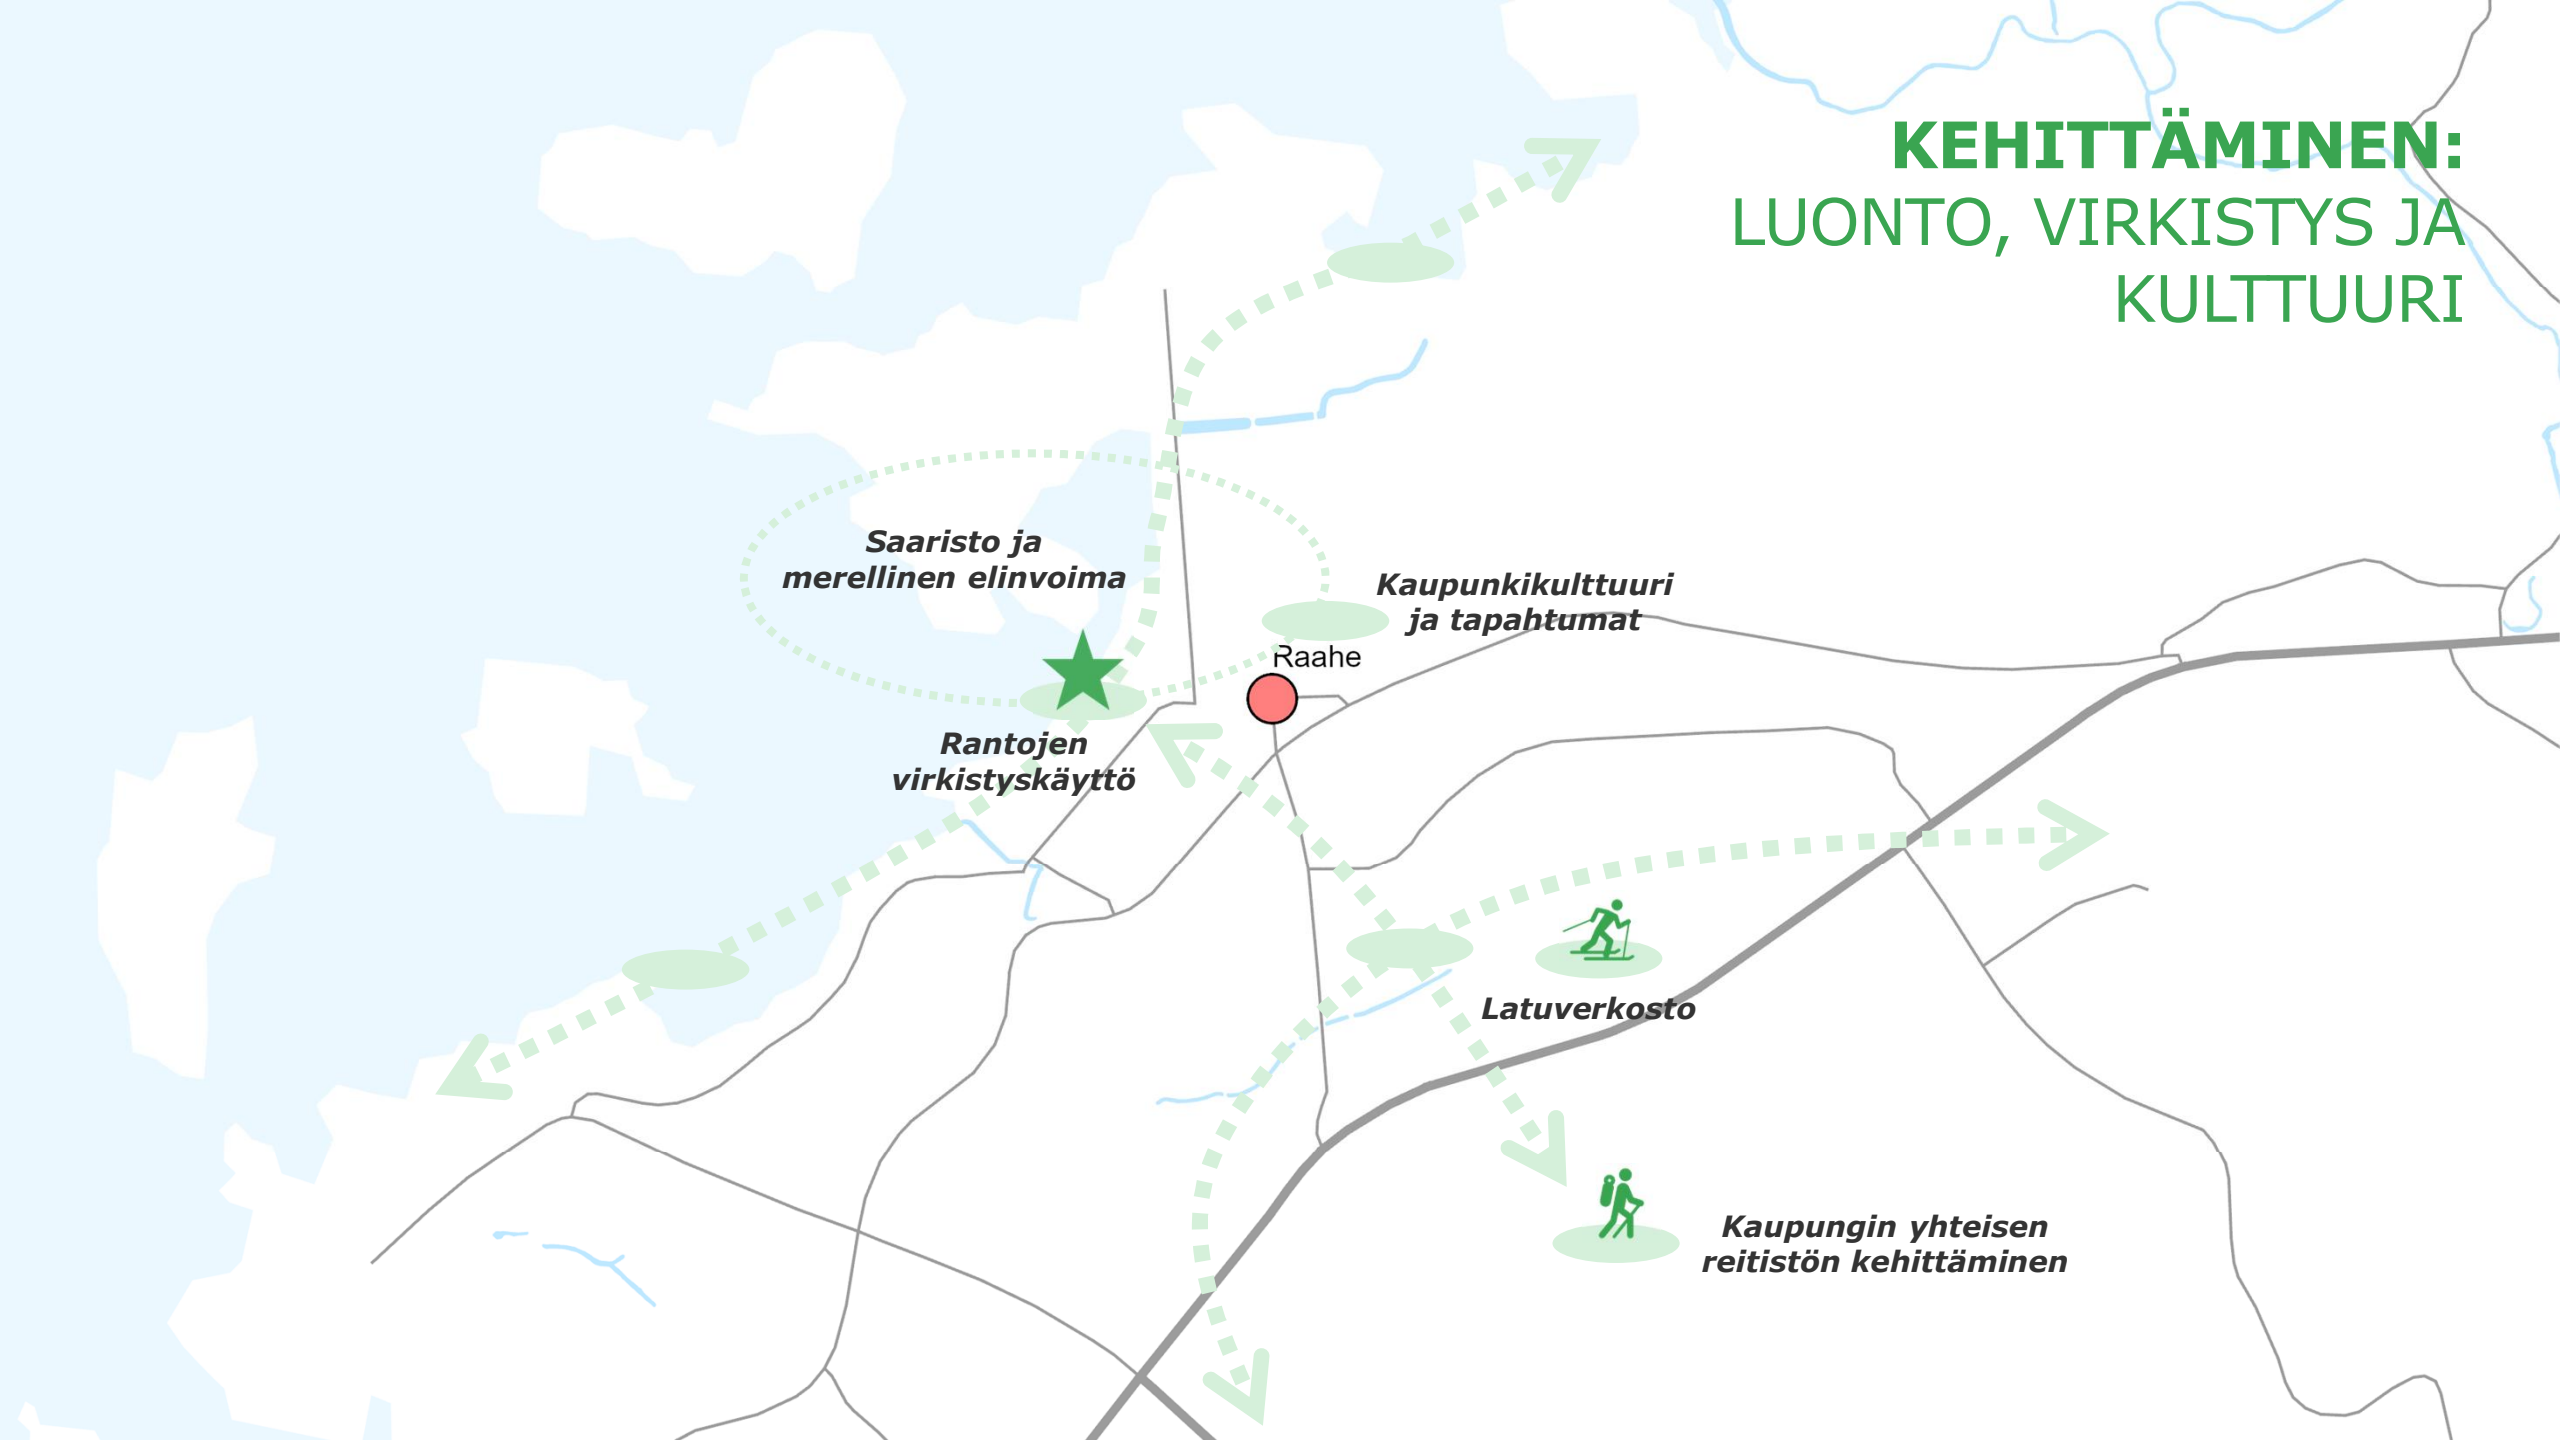 KEHITTÄMINEN:
LUONTO, VIRKISTYS JA
KULTTUURI
Saaristo ja
merellinen elinvoima
Kaupunkikulttuuri
ja tapahtumat
Raahe
Rantojen
virkistyskäyttö
Latuverkosto
Kaupungin yhteisen
reitistön kehittäminen